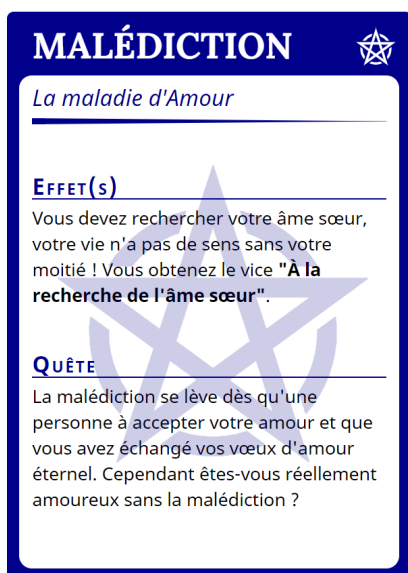 MALÉDICTION
La maladie d'Amour
Effet(s)
Vous devez rechercher votre âme sœur,
votre vie n'a pas de sens sans votre
moitié ! Vous obtenez le vice "À la
recherche de l'âme sœur".
Quête
La malédiction se lève dès qu'une
personne à accepter votre amour et que
vous avez échangé vos vœux d'amour
éternel. Cependant êtes-vous réellement
amoureux sans la malédiction ?